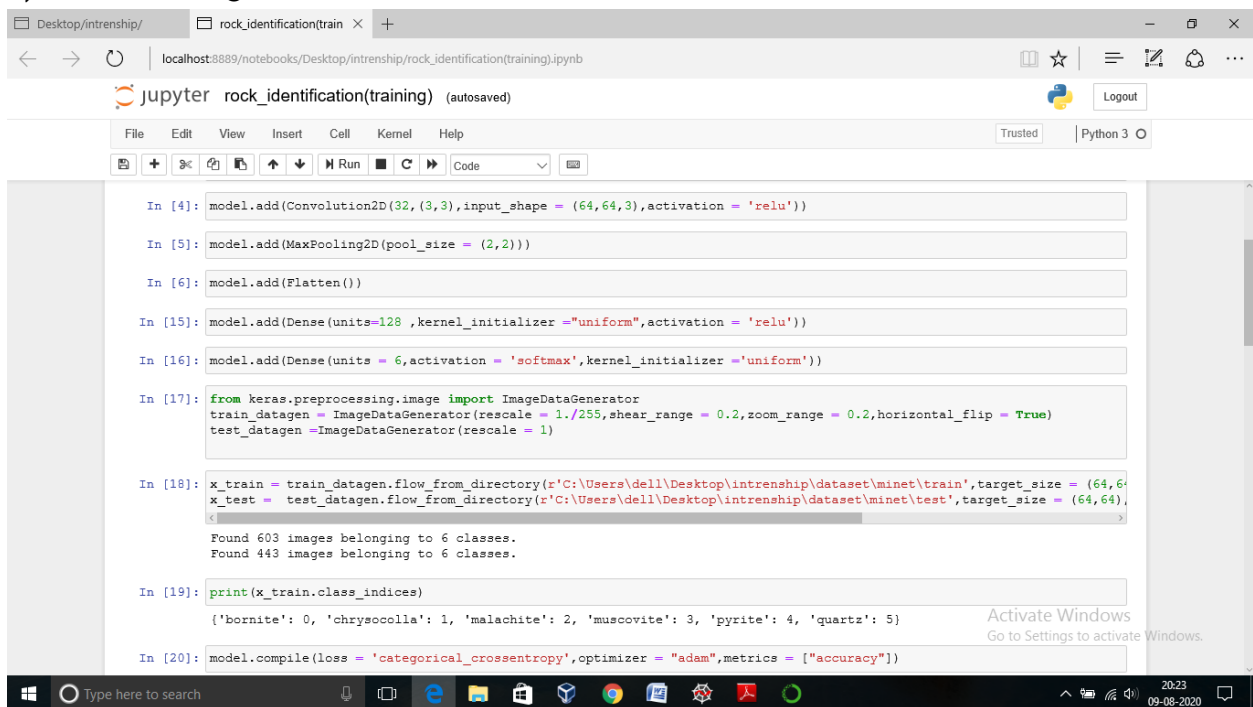 Desktop/intrenship/
rock_identification(train
localhost:8889/notebooks/Desktop/intrenship/rock_identification(training).ipynb
jupyter rock_identification(training) (autosaved)
Logout
File Edit View Insert Cell Kernel Help
Trusted Python 3
Run Code
In [4]: model.add(Convolution2D(32,(3,3),input_shape = (64,64,3),activation = 'relu'))
In [5]: model.add(MaxPooling2D(pool_size = (2,2)))
In [6]: model.add(Flatten())
In [15]: model.add(Dense(units=128 ,kernel_initializer ="uniform",activation = 'relu'))
In [16]: model.add(Dense(units = 6,activation = 'softmax',kernel_initializer ='uniform'))
In [17]: from keras.preprocessing.image import ImageDataGenerator
train_datagen = ImageDataGenerator(rescale = 1./255,shear_range = 0.2,zoom_range = 0.2,horizontal_flip = True)
test_datagen =ImageDataGenerator(rescale = 1)
In [18]: x_train = train_datagen.flow_from_directory(r'C:\Users\dell\Desktop\intrenship\dataset\minet\train',target_size = (64,64
x_test = test_datagen.flow_from_directory(r'C:\Users\dell\Desktop\intrenship\dataset\minet\test',target_size = (64,64),
Found 603 images belonging to 6 classes.
Found 443 images belonging to 6 classes.
In [19]: print(x_train.class_indices)
{'bornite': 0, 'chrysocolla': 1, 'malachite': 2, 'muscovite': 3, 'pyrite': 4, 'quartz': 5}
In [20]: model.compile(loss = 'categorical_crossentropy',optimizer = "adam",metrics = ["accuracy"])
Activate Windows
Go to Settings to activate Windows.
Type here to search
20:23
09-08-2020